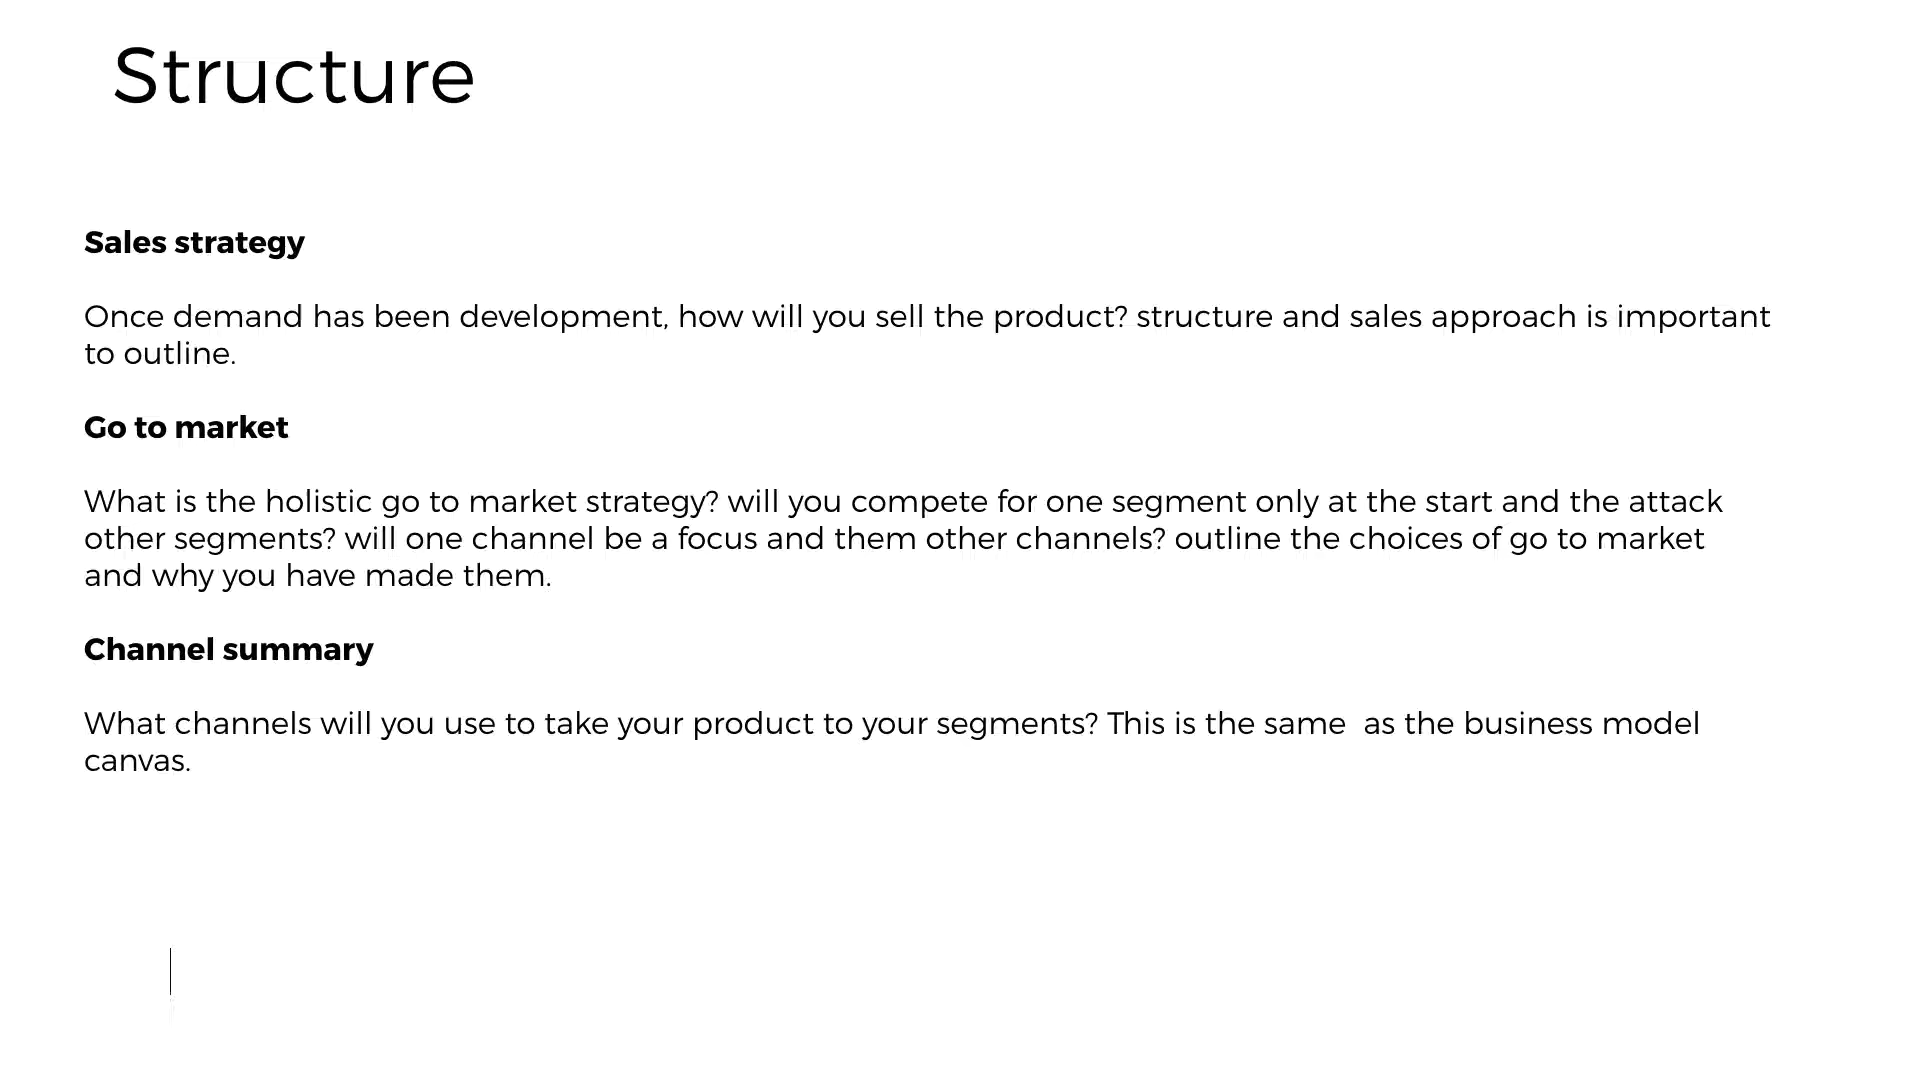 Structure
Sales strategy
Once demand has been development, how will you sell the product? structure and sales approach is important
to outline.
Go to market
What is the holistic go to market strategy? will you compete for one segment only at the start and the attack
other segments? will one channel be a focus and them other channels? outline the choices of go to market
and why you have made them.
Channel summary
What channels will you use to take your product to your segments? This is the same  as the business model
canvas.